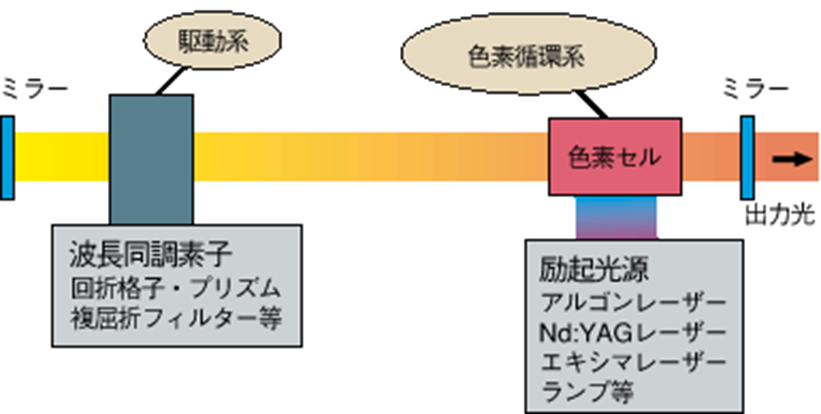 駆動系
色素循環系
ミラー
ミラー
色素セル
出力光
波長同調素子
回折格子・プリズム
複屈折フィルター等
励起光源
アルゴンレーザー
Nd:YAGレーザー
エキシマレーザー
ランプ等